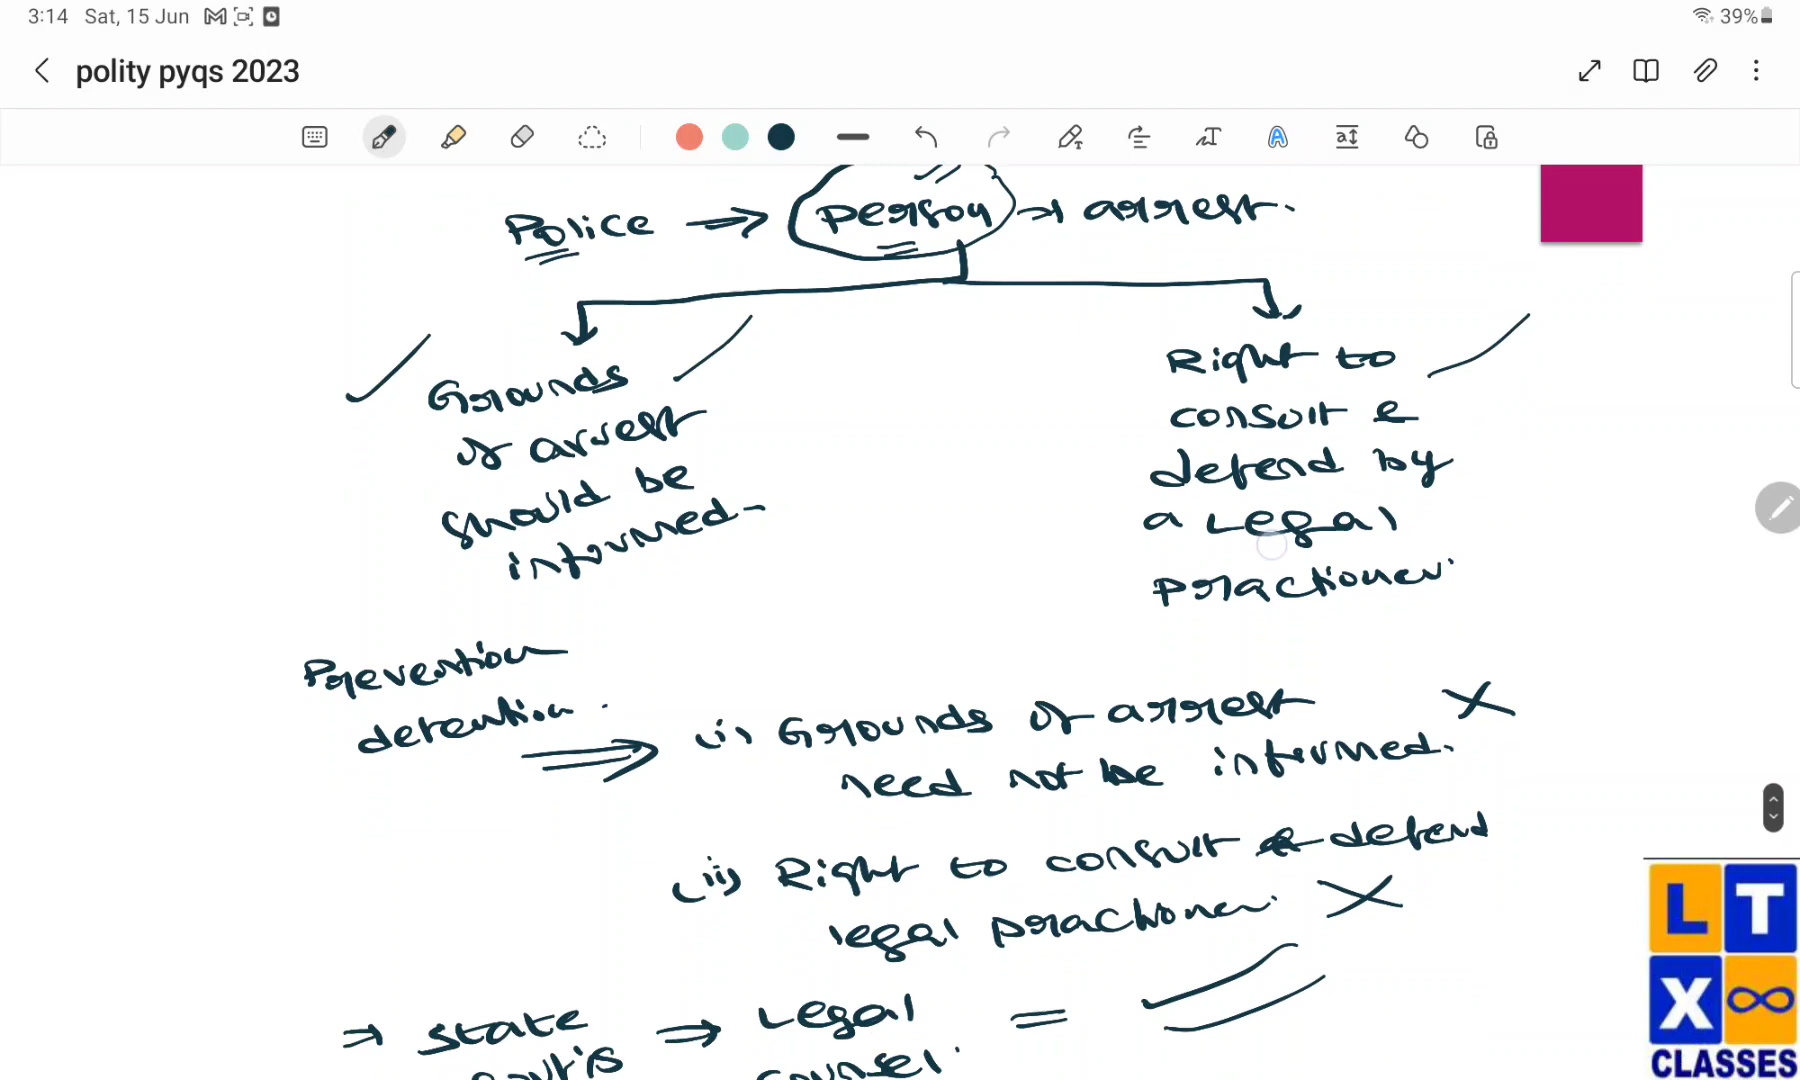 3:14 Sat, 15 Jun 39%
polity pyqs 2023
Police → person → arrest.
Grounds
of arrest
should be
informed-
Right to
consult &
defend by
a Legal
practioner.
Prevention
detention.
(i) Grounds of arrest
need not be informed.
(ii) Right to consult & defend
legal practioner.
⇒ state ⇒ Legal =
govt's counsel.
L T
X ∞
CLASSES